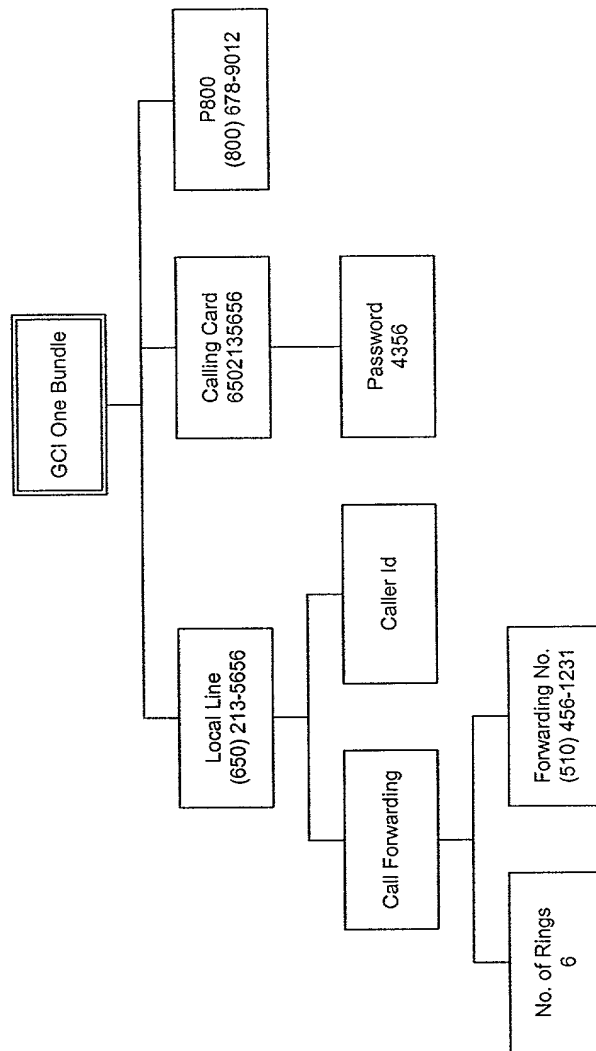 GCI One Bundle
Local Line
(650) 213-5656
Calling Card
6502135656
P800
(800) 678-9012
Call Forwarding
Caller Id
Password
4356
No. of Rings
6
Forwarding No.
(510) 456-1231